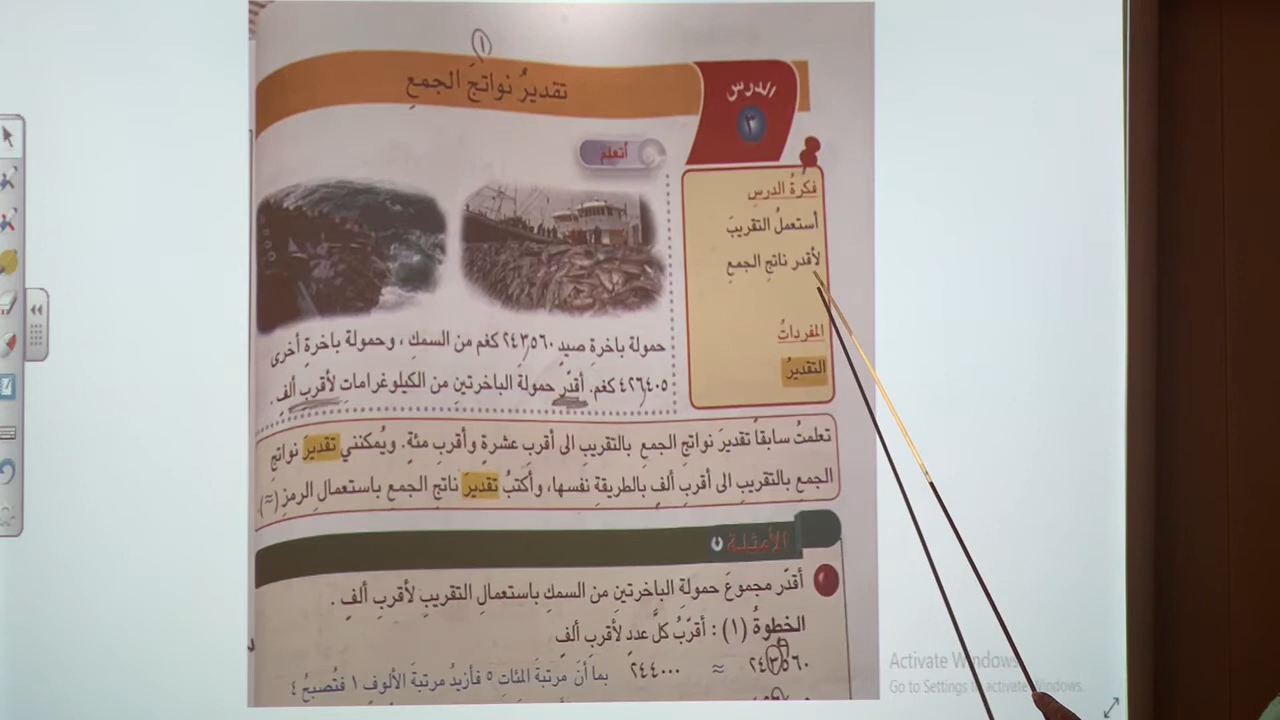 ١
الدرس
٣
تقديرُ نواتجَ الجمعِ
أتعلم
فكرةُ الدرسِ
أستعملُ التقريبَ
لأقدر ناتجِ الجمعِ
المفرداتُ
التقديرُ
حمولة باخرةِ صيدٍ ٢٤٣٥٦٠ كغم من السمكِ ، وحمولة باخرةِ أخرى
٤٢٦٤٠٥ كغم. أقدّر حمولةَ الباخرتينِ من الكيلوغراماتِ لأقربِ ألفٍ .
تعلمتُ سابقاً تقديرَ نواتجِ الجمعِ بالتقريبِ الى أقرب عشرةٍ وأقربِ مئةٍ. ويُمكنني تقديرَ نواتجِ
الجمعِ بالتقريبِ الى أقربِ ألفٍ بالطريقةِ نفسها، وأكتبُ تقديرَ ناتجِ الجمعِ باستعمالِ الرمزِ (≈).
الأمثلة
أقدّر مجموعَ حمولة الباخرتينِ من السمكِ باستعمالِ التقريبِ لأقربِ ألفٍ .
الخطوةُ (١) : أقرّبُ كلَّ عددٍ لأقربِ ألفٍ
٢٤٣٥٦٠ ≈ ٢٤٤٠٠٠ بما أنَ مرتبةَ المئاتِ ٥ فأزيدُ مرتبةَ الألوفِ ١ فتُصبحُ ٤
Activate Windows
Go to Settings to activate Windows.